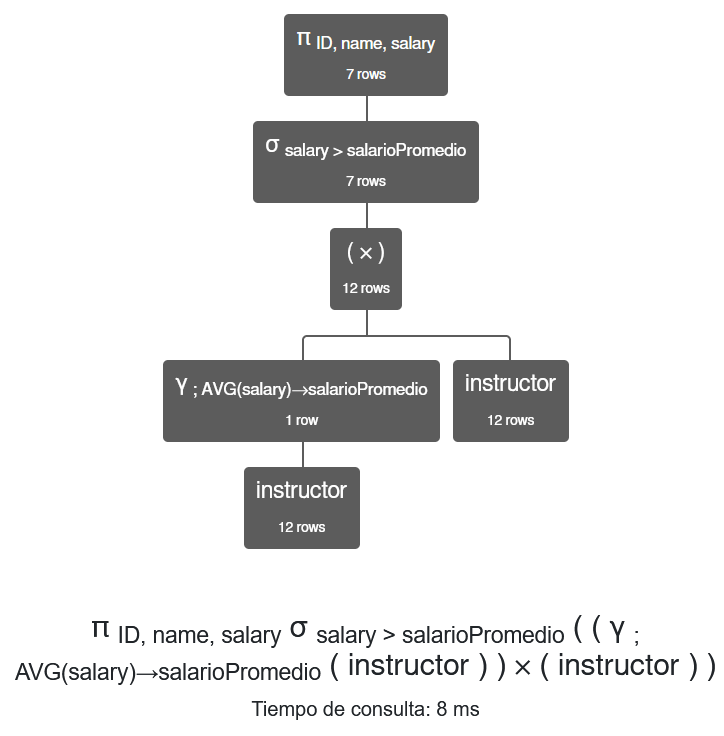 π ID, name, salary
7 rows
σ salary > salarioPromedio
7 rows
( × )
12 rows
γ ; AVG(salary)→salarioPromedio
1 row
instructor
12 rows
instructor
12 rows
π ID, name, salary σ salary > salarioPromedio ( ( γ ;
AVG(salary)→salarioPromedio ( instructor ) ) × ( instructor ) )
Tiempo de consulta: 8 ms